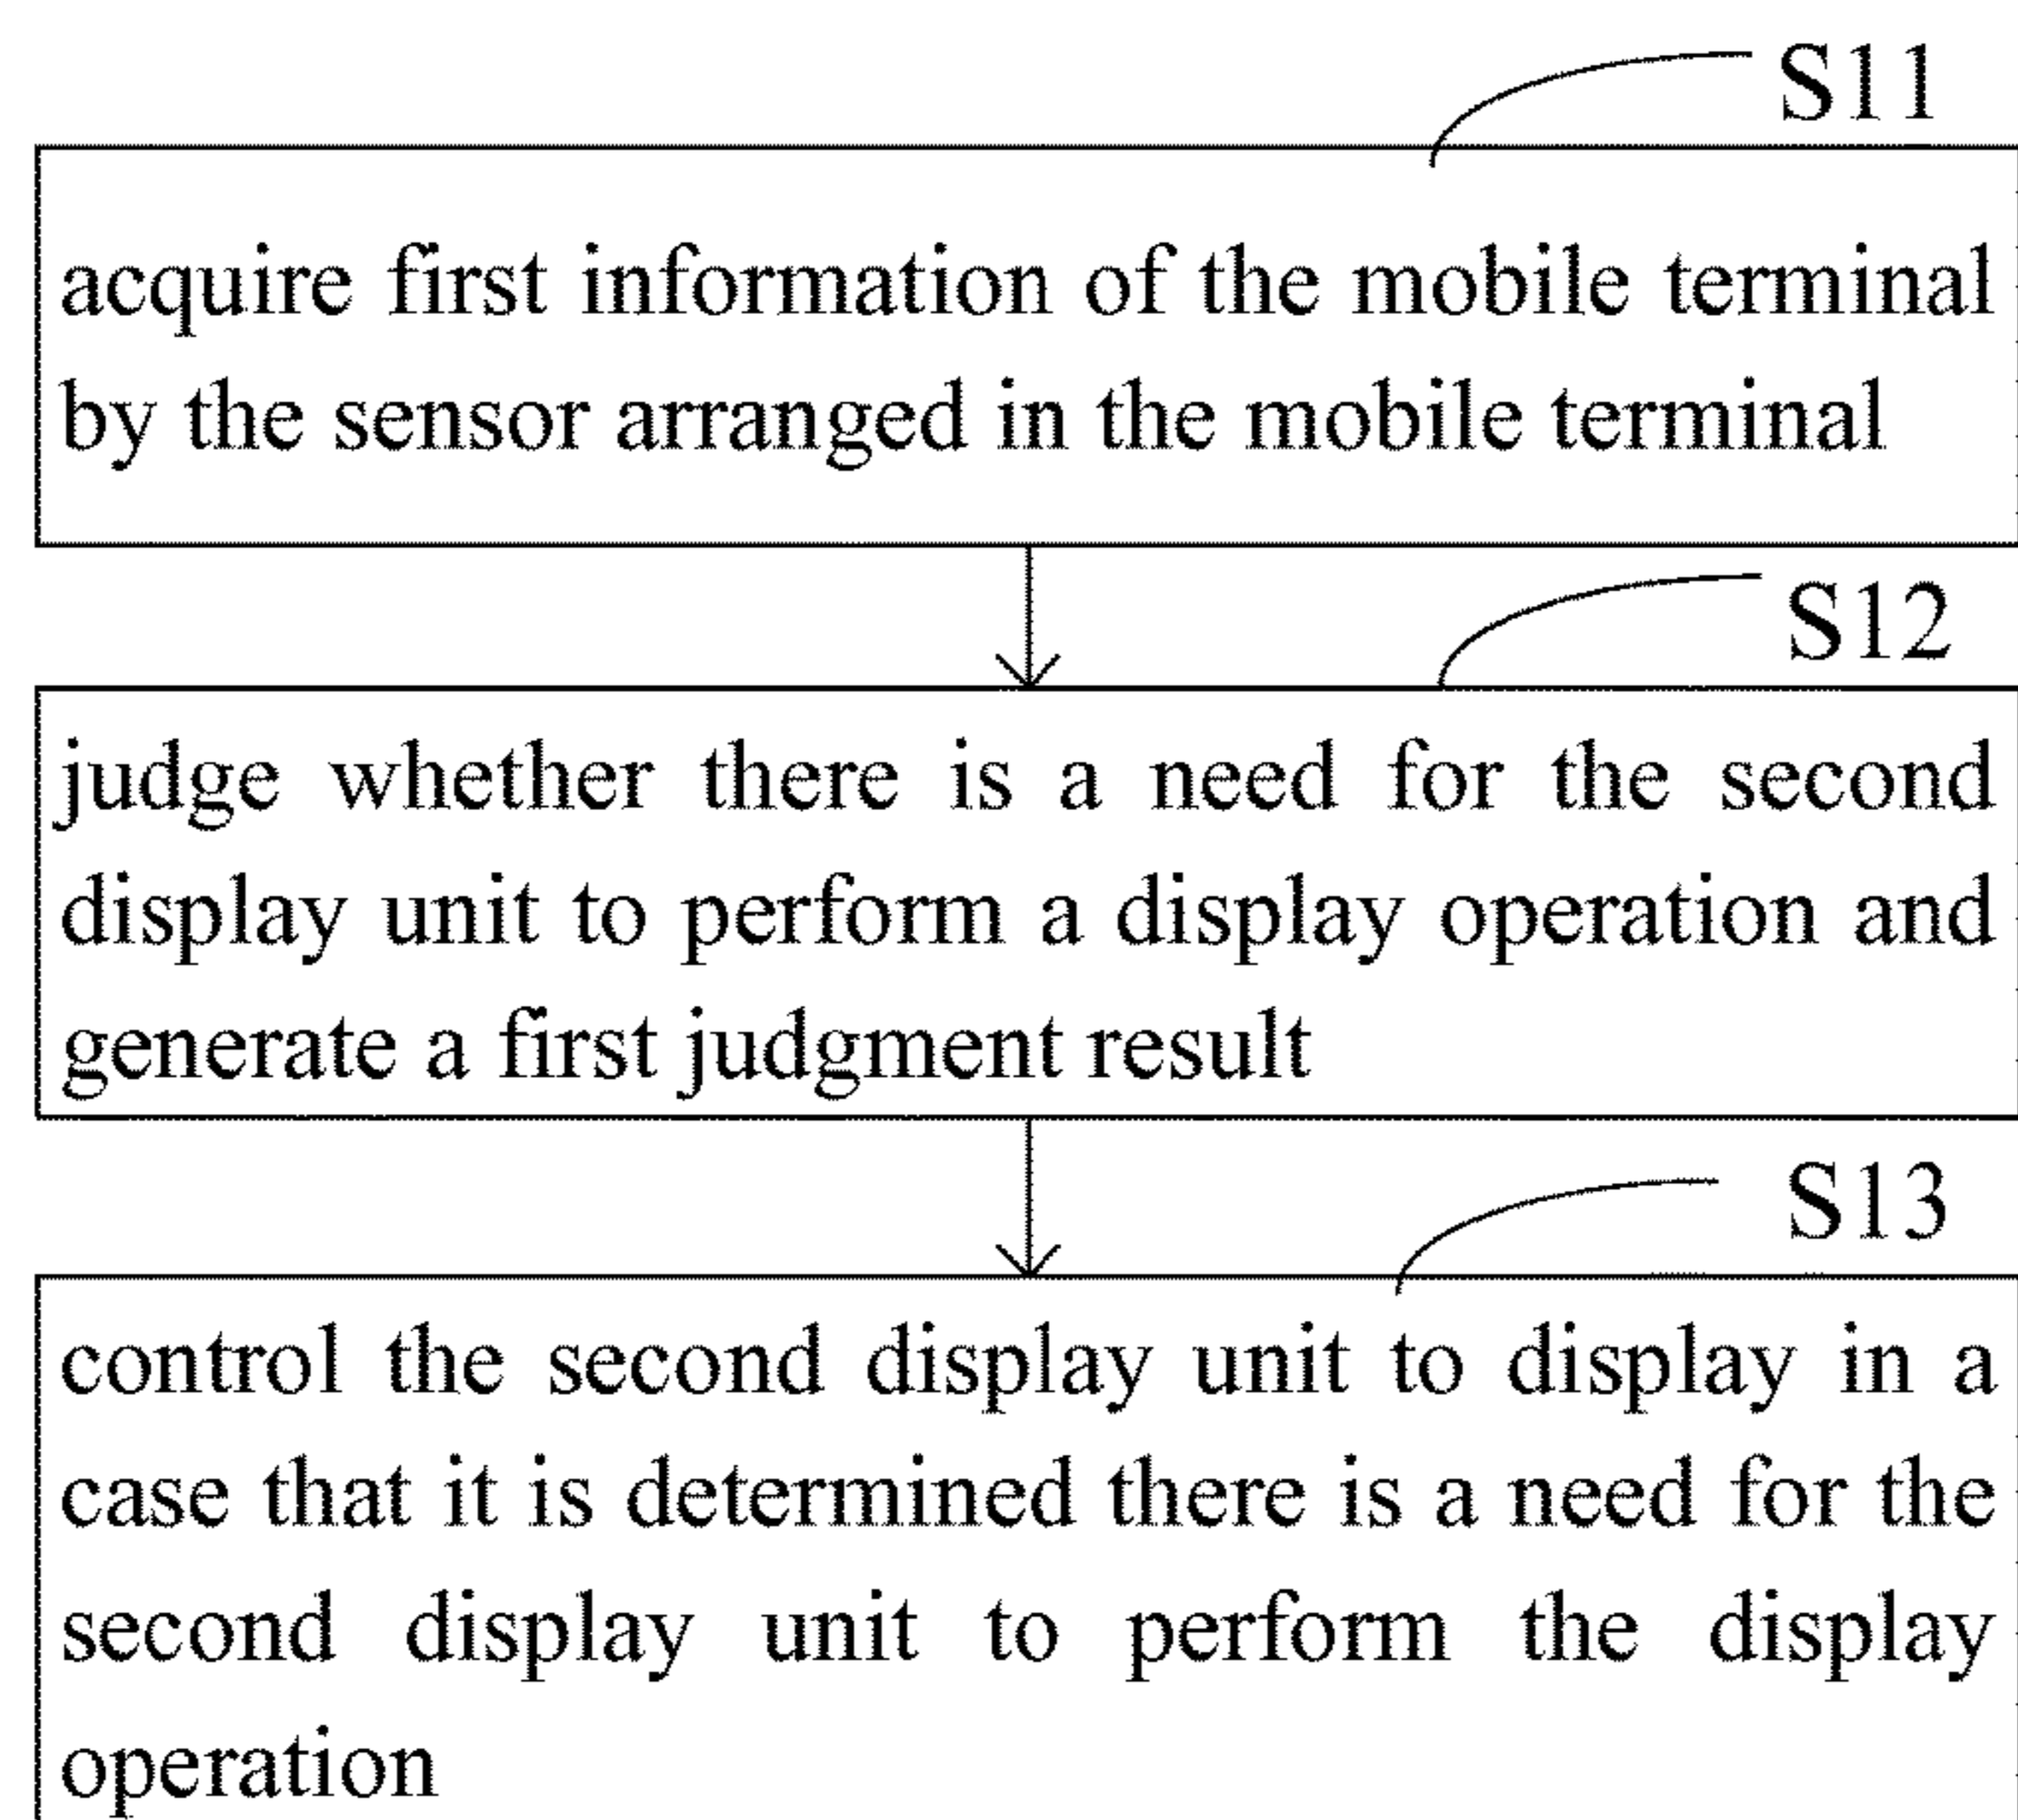 S11
acquire first information of the mobile terminal
by the sensor arranged in the mobile terminal
S12
judge whether there is a need for the second
display unit to perform a display operation and
generate a first judgment result
S13
control the second display unit to display in a
case that it is determined there is a need for the
second display unit to perform the display
operation